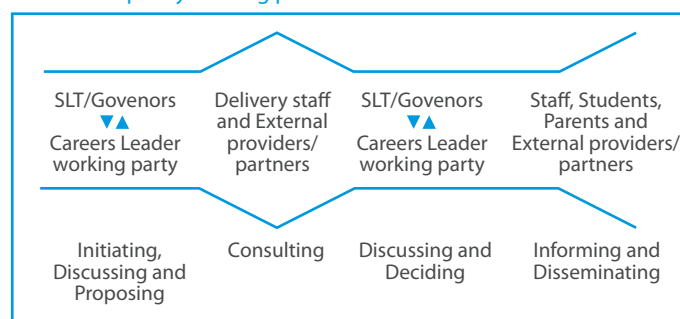 SLT/Govenors
▼▲
Careers Leader
working party
Delivery staff
and External
providers/
partners
SLT/Govenors
▼▲
Careers Leader
working party
Staff, Students,
Parents and
External providers/
partners
Initiating,
Discussing and
Proposing
Consulting
Discussing and
Deciding
Informing and
Disseminating